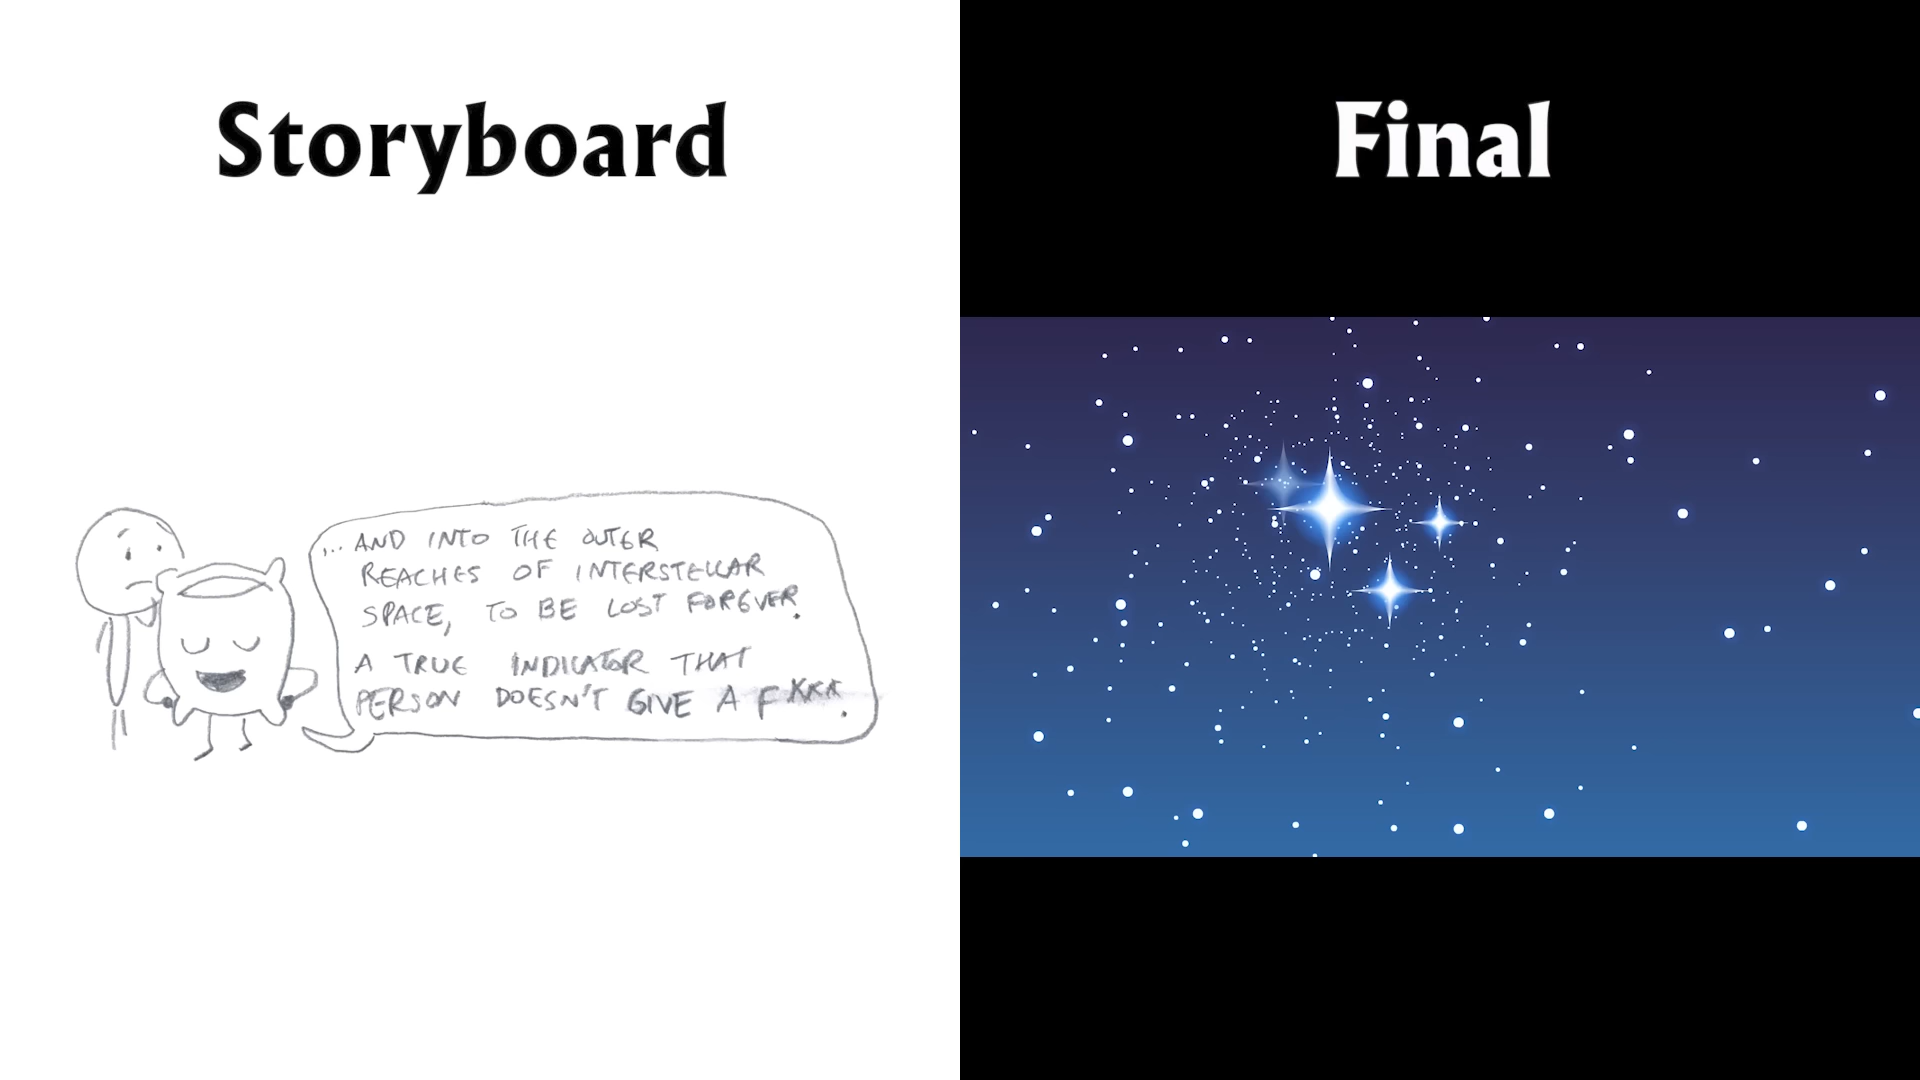 Storyboard
Final
... AND INTO THE OUTER
REACHES OF INTERSTELLAR
SPACE, TO BE LOST FOREVER.
A TRUE INDICATOR THAT
PERSON DOESN'T GIVE A F***.